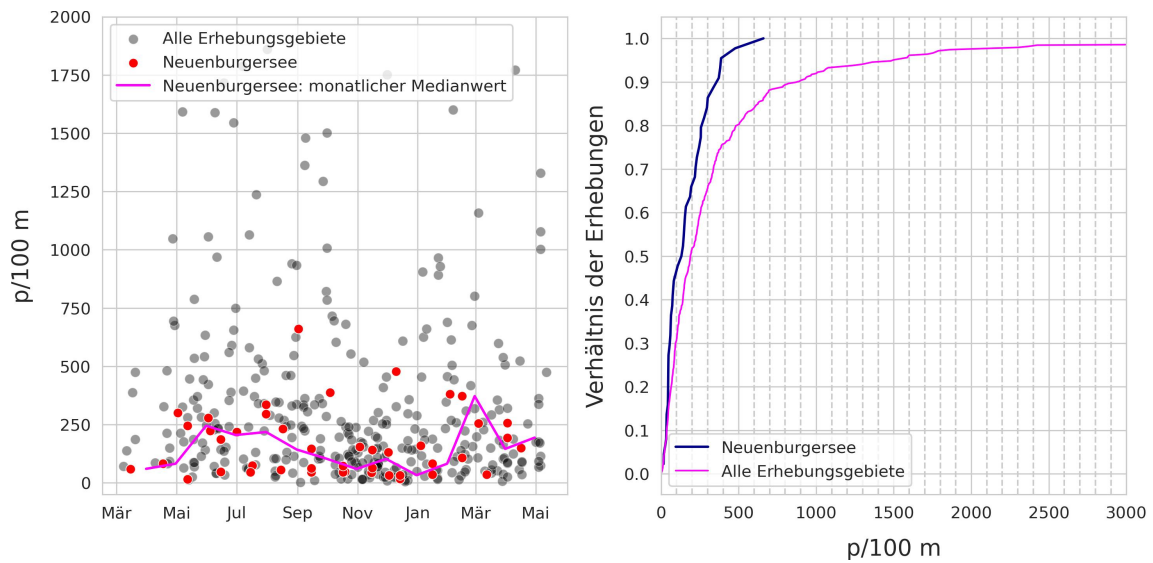 2000
1750
1500
1250
1000
750
500
250
0
p/100 m
Alle Erhebungsgebiete
Neuenburgersee
Neuenburgersee: monatlicher Medianwert
Mär
Mai
Jul
Sep
Nov
Jan
Mär
Mai
1.0
0.9
0.8
0.7
0.6
0.5
0.4
0.3
0.2
0.1
0.0
Verhältnis der Erhebungen
Neuenburgersee
Alle Erhebungsgebiete
0
500
1000
1500
2000
2500
3000
p/100 m